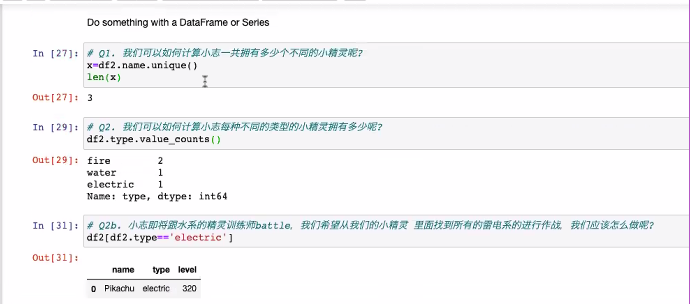 Do something with a DataFrame or Series
In [27]: # Q1. 我们可以如何计算小志一共拥有多少个不同的小精灵呢?
x=df2.name.unique()
len(x)
Out[27]: 3
In [29]: # Q2. 我们可以如何计算小志每种不同的类型的小精灵拥有多少呢?
df2.type.value_counts()
Out[29]: fire 2
water 1
electric 1
Name: type, dtype: int64
In [31]: # Q2b. 小志即将跟水系的精灵训练师battle, 我们希望从我们的小精灵 里面找到所有的雷电系的进行作战, 我们应该怎么做呢?
df2[df2.type=='electric']
Out[31]:
name type level
0 Pikachu electric 320